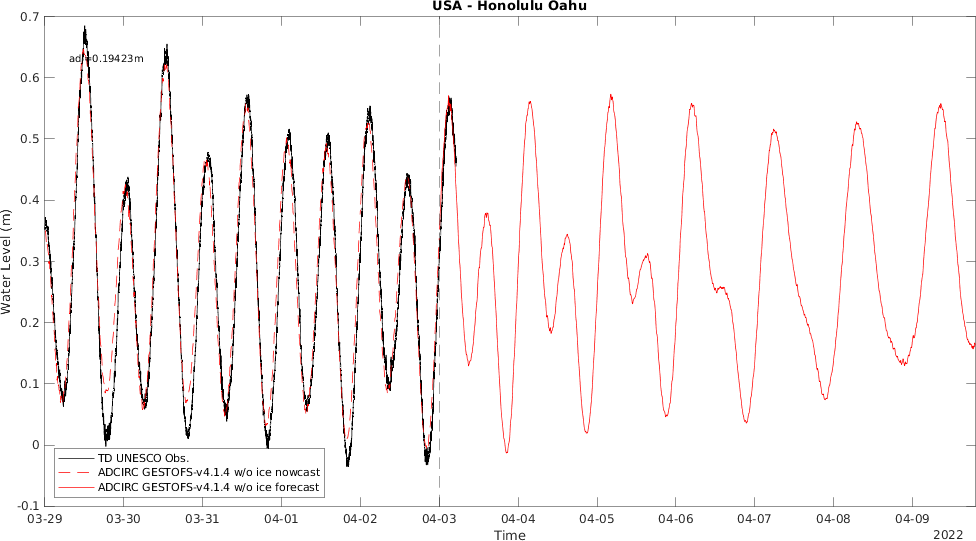 USA - Honolulu Oahu
0.7
0.6
0.5
0.4
0.3
0.2
0.1
0
-0.1
Water Level (m)
adj=0.19423m
TD UNESCO Obs.
ADCIRC GESTOFS-v4.1.4 w/o ice nowcast
ADCIRC GESTOFS-v4.1.4 w/o ice forecast
03-29 03-30 03-31 04-01 04-02 04-03 04-04 04-05 04-06 04-07 04-08 04-09
Time
2022